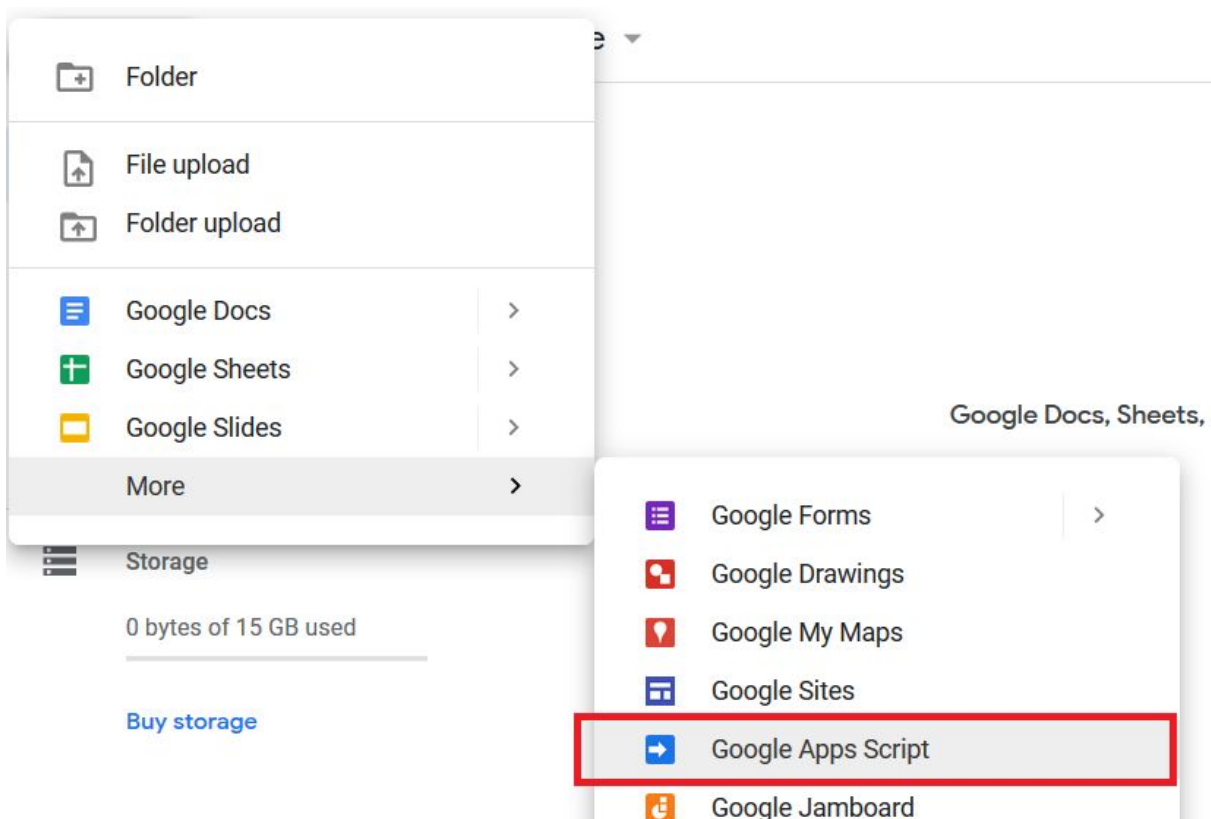 Folder
File upload
Folder upload
Google Docs
Google Sheets
Google Slides
More
Storage
0 bytes of 15 GB used
Buy storage
Google Docs, Sheets,
Google Forms
Google Drawings
Google My Maps
Google Sites
Google Apps Script
Google Jamboard